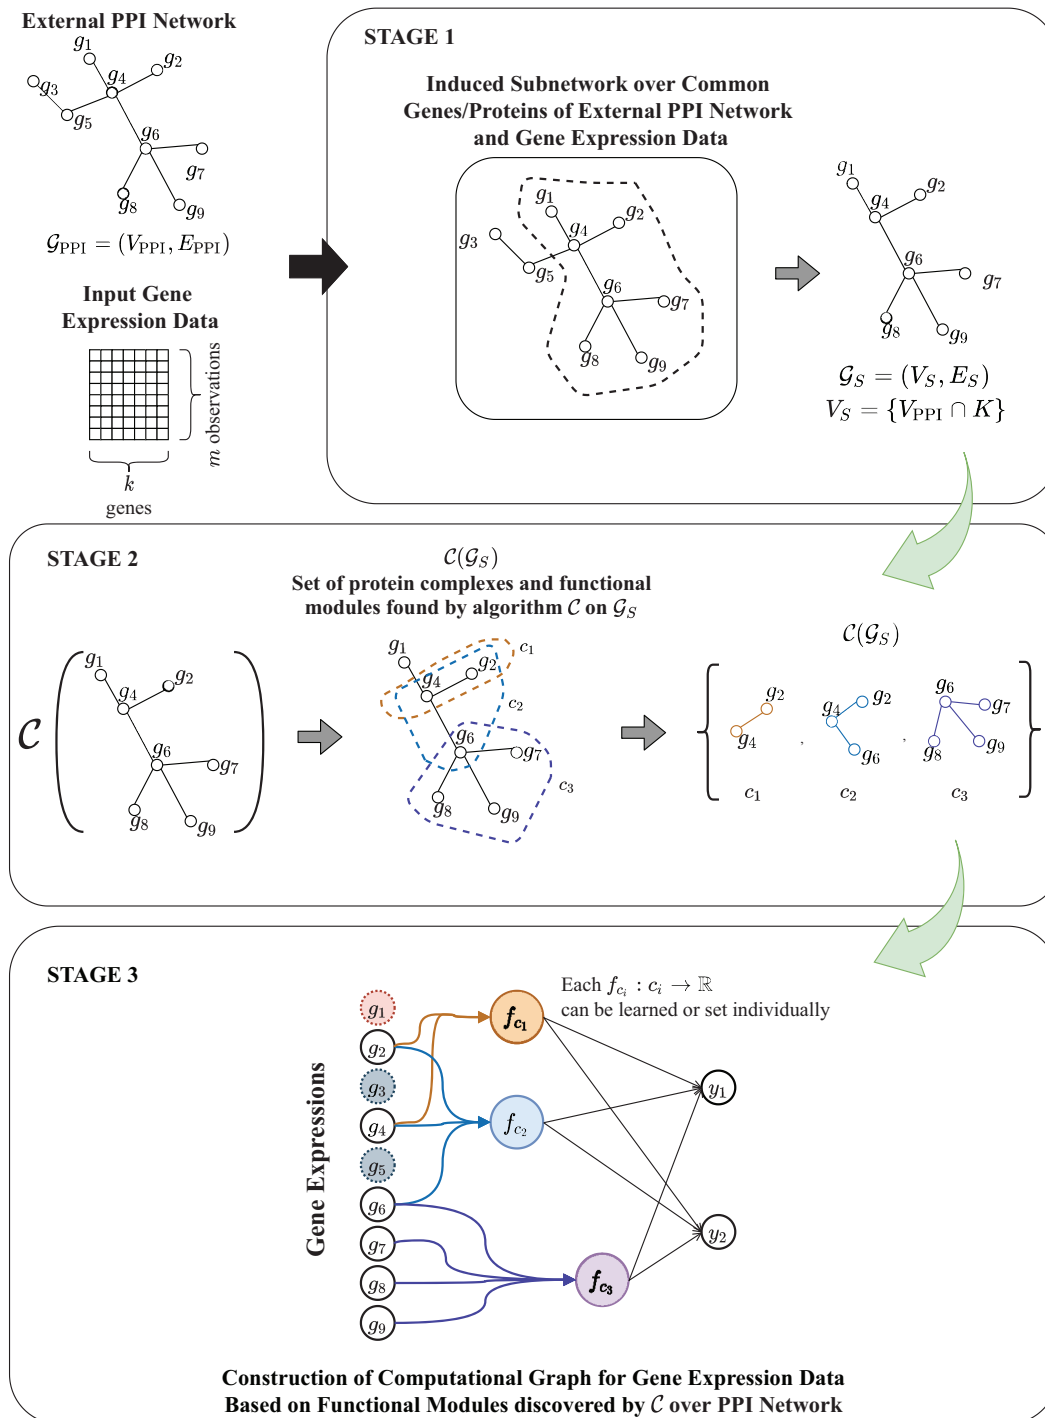 External PPI Network
g1
g2
g4
g3
g5
g6
g7
g8
g9
𝒢PPI = (VPPI, EPPI)
Input Gene
Expression Data
m observations
k
genes
STAGE 1
Induced Subnetwork over Common
Genes/Proteins of External PPI Network
and Gene Expression Data
g1
g2
g4
g3
g5
g6
g7
g8
g9
g1
g2
g4
g6
g7
g8
g9
𝒢S = (VS, ES)
VS = {VPPI ∩ K}
STAGE 2
𝒞(𝒢S)
Set of protein complexes and functional
modules found by algorithm 𝒞 on 𝒢S
𝒞
g1
g2
g4
g6
g7
g8
g9
g1
g2
c1
g4
c2
g6
g7
c3
g8
g9
𝒞(𝒢S)
g2
g4
,
g2
g4
g6
,
g6
g7
g8
g9
c1
c2
c3
STAGE 3
Each fci : ci → ℝ
can be learned or set individually
Gene Expressions
g1
g2
g3
g4
g5
g6
g7
g8
g9
fc1
fc2
fc3
y1
y2
Construction of Computational Graph for Gene Expression Data
Based on Functional Modules discovered by 𝒞 over PPI Network